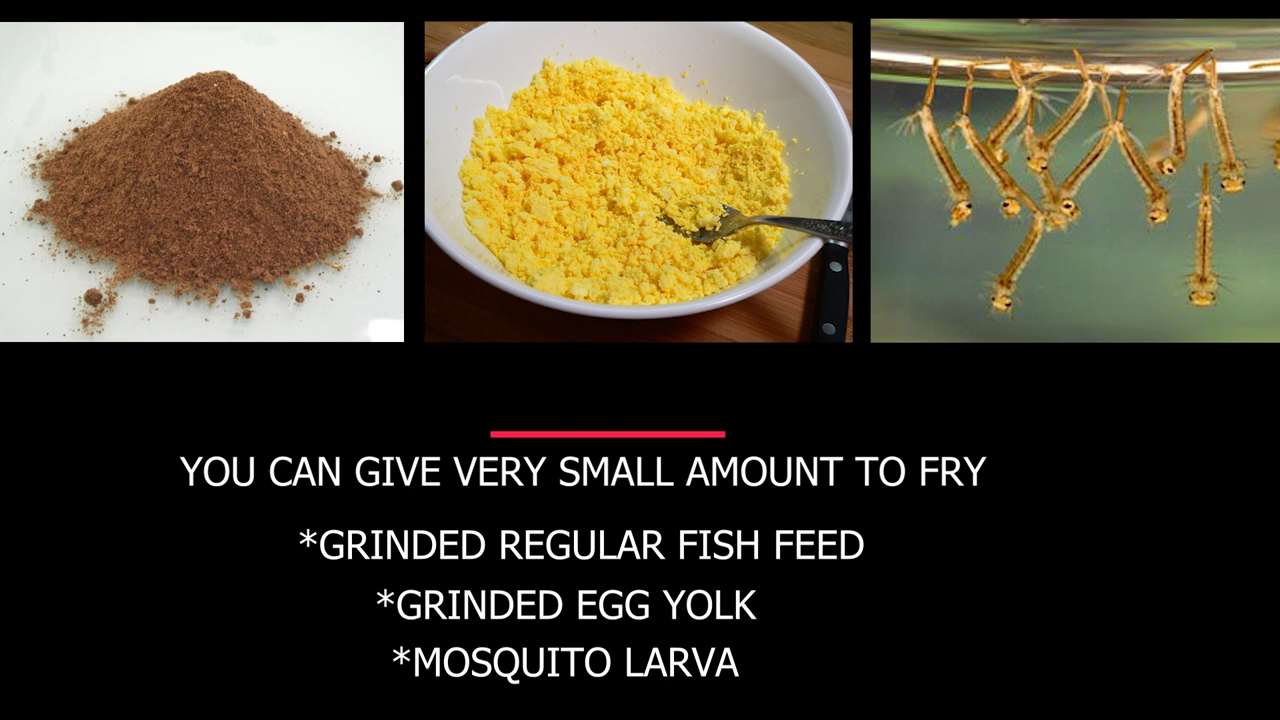 YOU CAN GIVE VERY SMALL AMOUNT TO FRY
*GRINDED REGULAR FISH FEED
*GRINDED EGG YOLK
*MOSQUITO LARVA